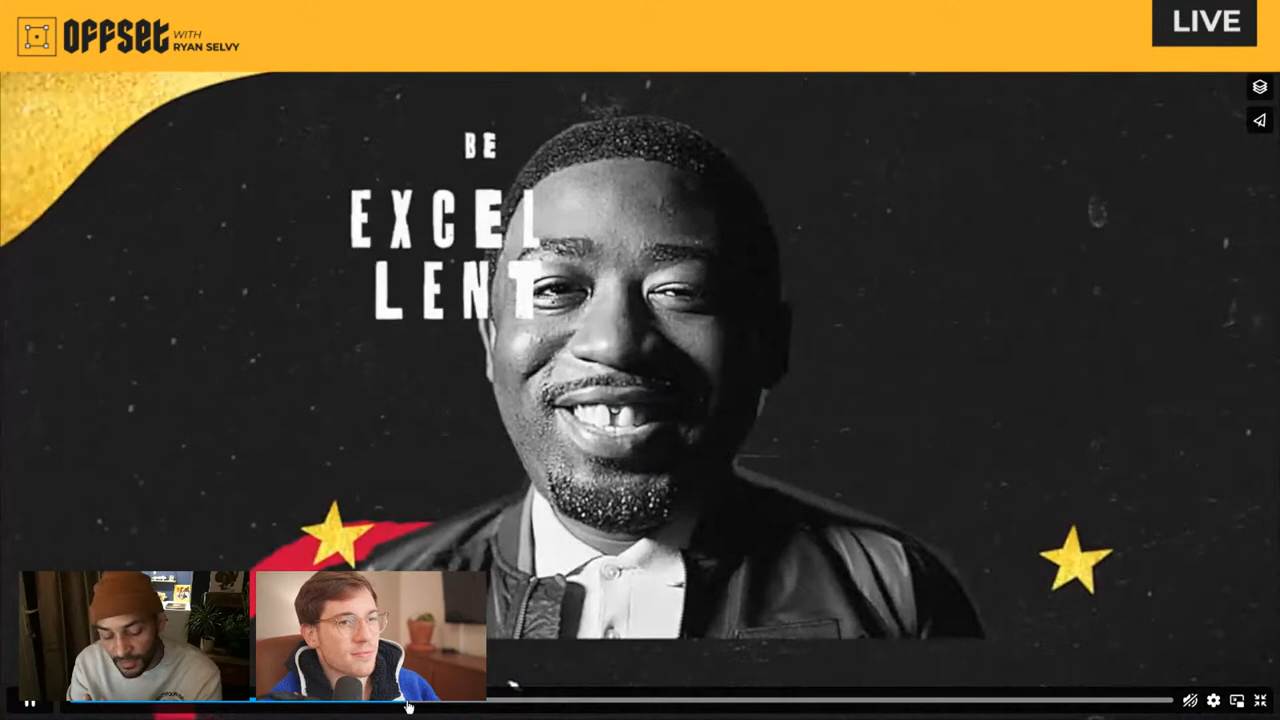 OFFSET WITH
RYAN SELVY
LIVE
BE
EXCEL
LENT